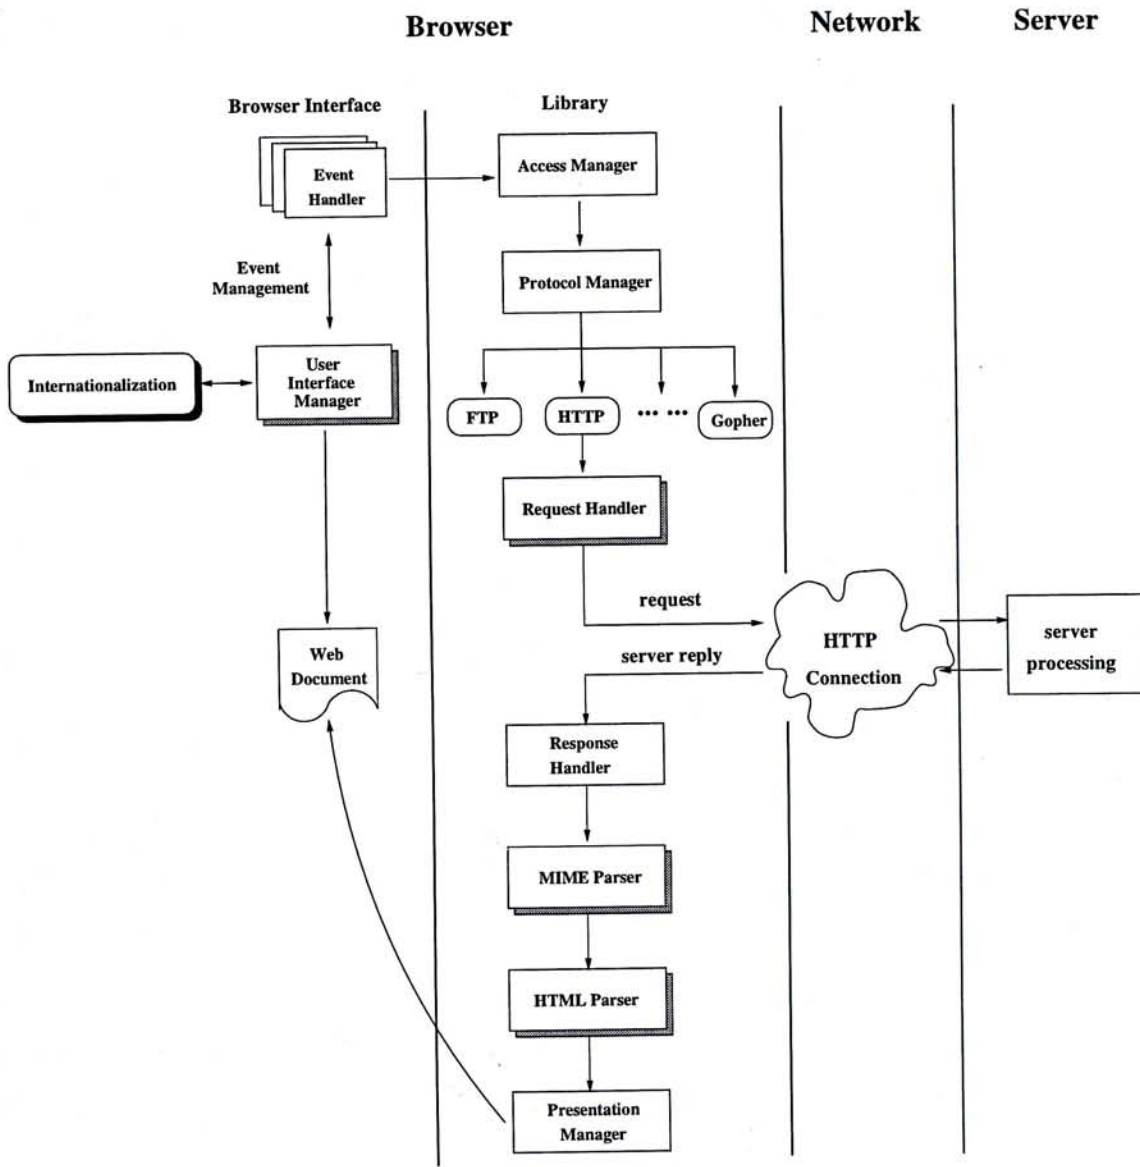 Browser
Network
Server
Browser Interface
Library
Event
Handler
Access Manager
Event
Management
Protocol Manager
Internationalization
User
Interface
Manager
FTP
HTTP
... ...
Gopher
Request Handler
request
HTTP
Connection
server
processing
server reply
Web
Document
Response
Handler
MIME Parser
HTML Parser
Presentation
Manager